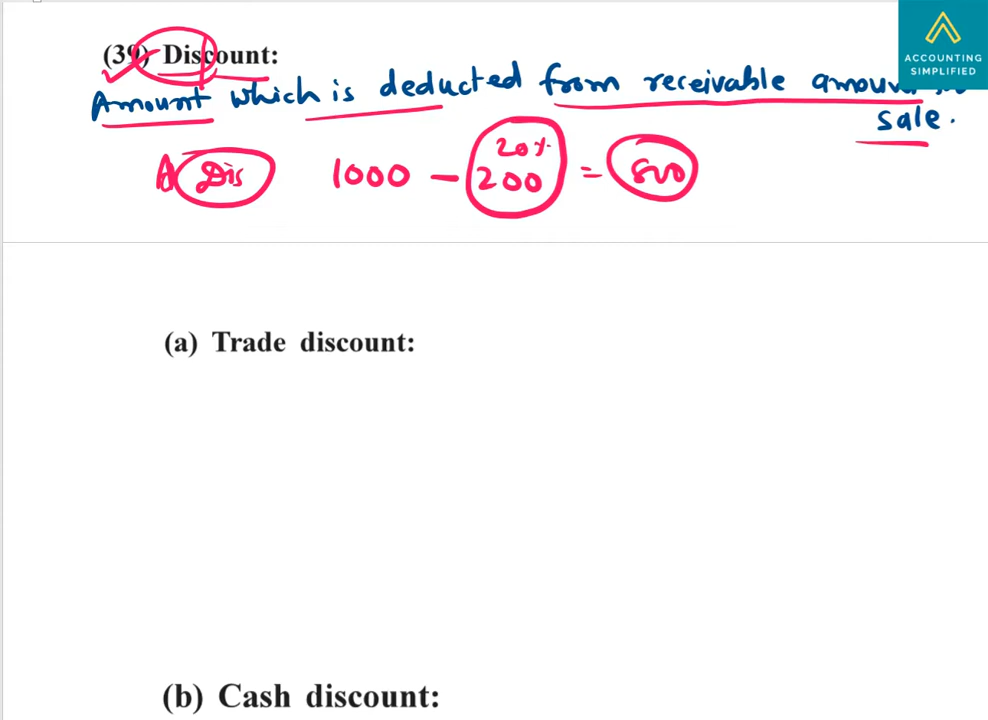 (39) Discount:
Amount which is deducted from receivable amount
sale.
Dis 1000 - 200 = 800
20%
(a) Trade discount:
(b) Cash discount:
ACCOUNTING
SIMPLIFIED